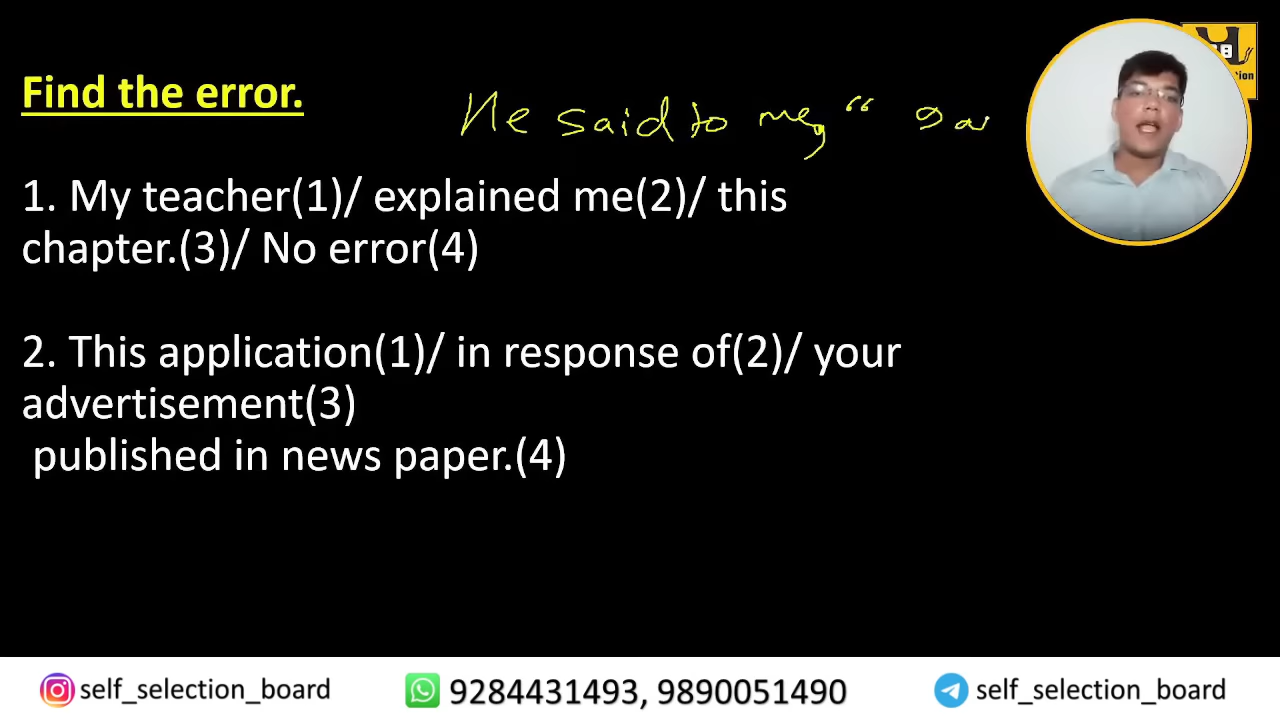 Find the error.
He said to me, "
1. My teacher(1)/ explained me(2)/ this
chapter.(3)/ No error(4)
2. This application(1)/ in response of(2)/ your
advertisement(3)
published in news paper.(4)
self_selection_board
9284431493, 9890051490
self_selection_board